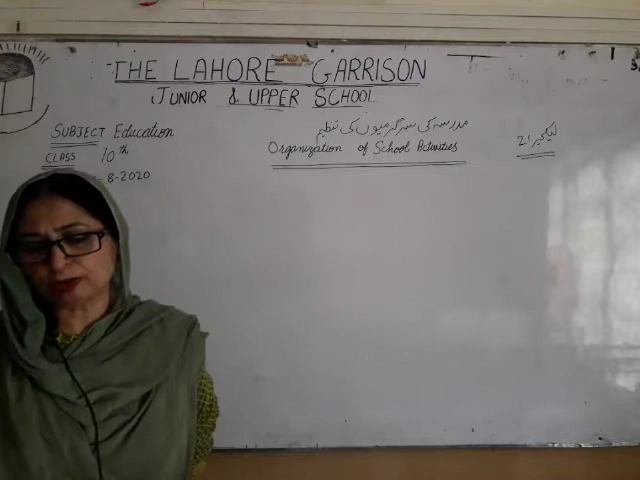 THE LAHORE GARRISON
JUNIOR & UPPER SCHOOL
SUBJECT Education
CLASS 10th
8-2020
مدرسہ کی سرگرمیوں کی تنظیم
Organization of School Activities
لیکچر 21